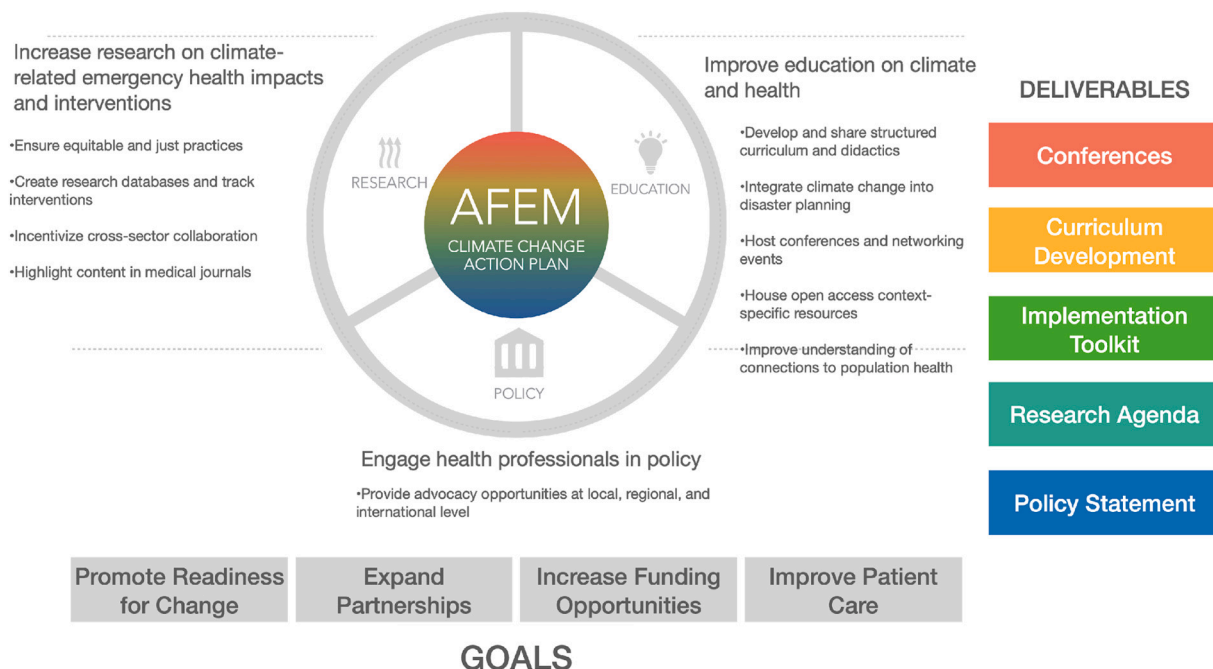 Increase research on climate-
related emergency health impacts
and interventions
•Ensure equitable and just practices
•Create research databases and track
interventions
•Incentivize cross-sector collaboration
•Highlight content in medical journals
RESEARCH
EDUCATION
AFEM
CLIMATE CHANGE
ACTION PLAN
POLICY
Improve education on climate
and health
•Develop and share structured
curriculum and didactics
•Integrate climate change into
disaster planning
•Host conferences and networking
events
•House open access context-
specific resources
•Improve understanding of
connections to population health
Engage health professionals in policy
•Provide advocacy opportunities at local, regional, and
international level
DELIVERABLES
Conferences
Curriculum
Development
Implementation
Toolkit
Research Agenda
Policy Statement
Promote Readiness
for Change
Expand
Partnerships
Increase Funding
Opportunities
Improve Patient
Care
GOALS